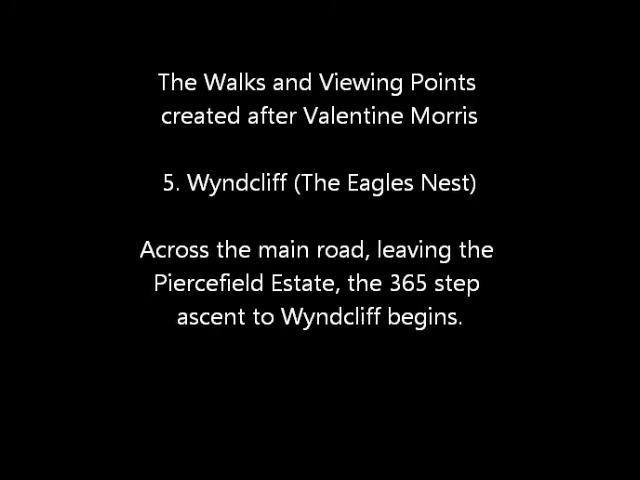 The Walks and Viewing Points
created after Valentine Morris
5. Wyndcliff (The Eagles Nest)
Across the main road, leaving the
Piercefield Estate, the 365 step
ascent to Wyndcliff begins.